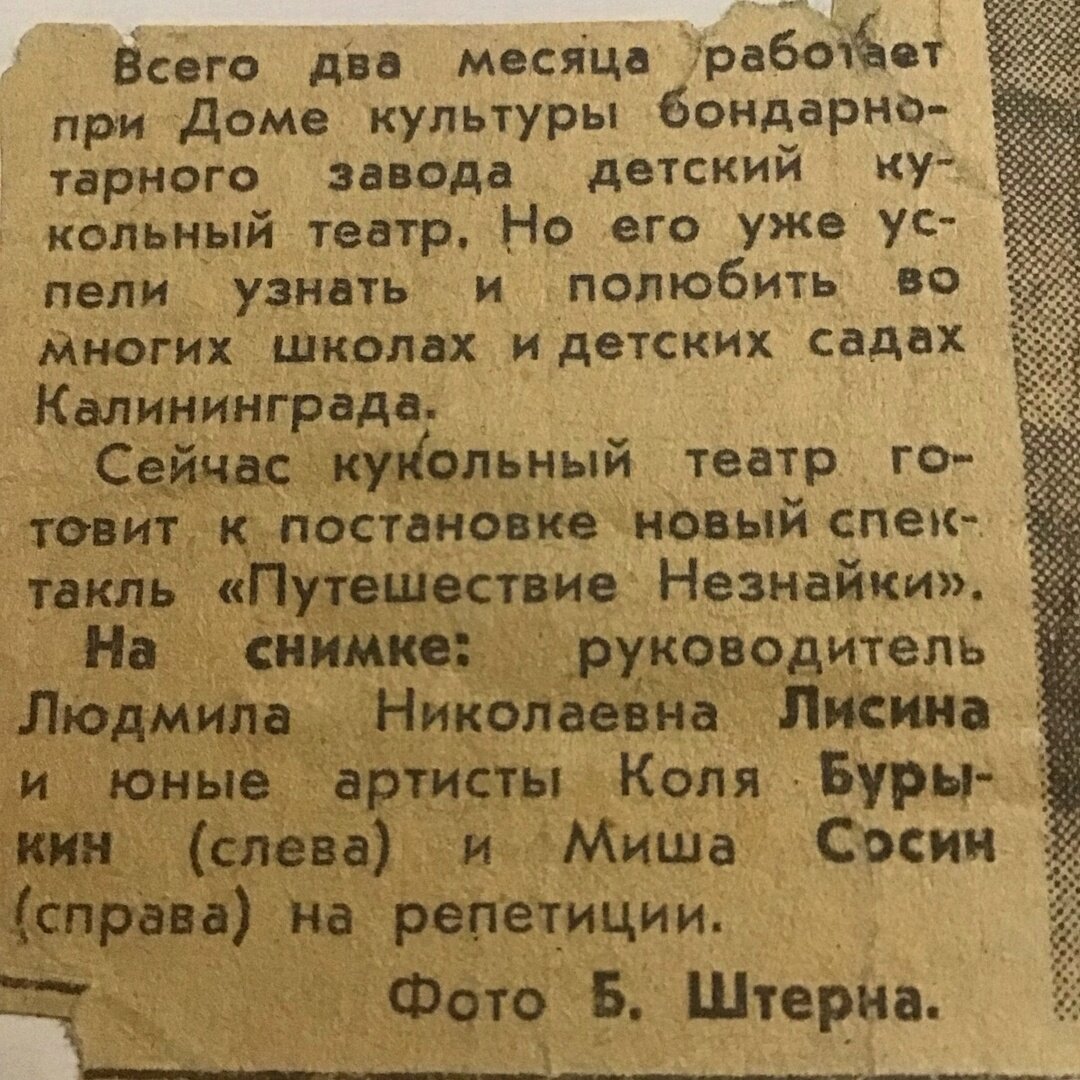 Всего два месяца работает
при Доме культуры бондарно-
тарного завода детский ку-
кольный театр. Но его уже ус-
пели узнать и полюбить во
многих школах и детских садах
Калининграда.
Сейчас кукольный театр го-
товит к постановке новый спек-
такль «Путешествие Незнайки».
На снимке: руководитель
Людмила Николаевна Лисина
и юные артисты Коля Буры-
кин (слева) и Миша Сосин
(справа) на репетиции.
Фото Б. Штерна.